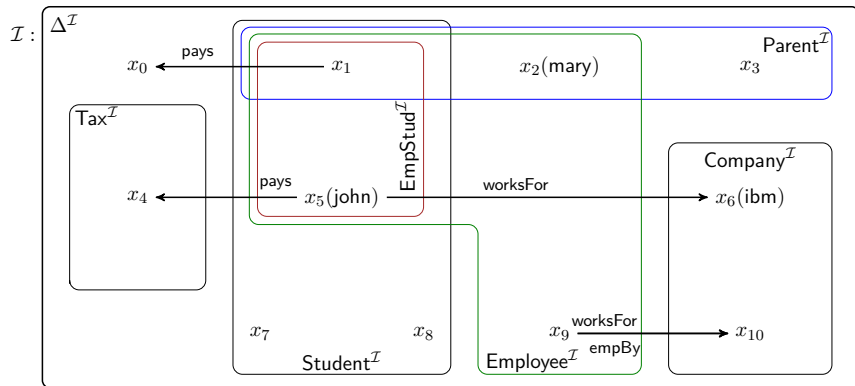 𝓘 : Δ^𝓘
pays
Parent^𝓘
x₀ x₁ x₂(mary) x₃
Tax^𝓘
EmpStud^𝓘
Company^𝓘
pays worksFor
x₄ x₅(john) x₆(ibm)
worksFor
x₇ x₈ x₉ x₁₀
empBy
Student^𝓘 Employee^𝓘